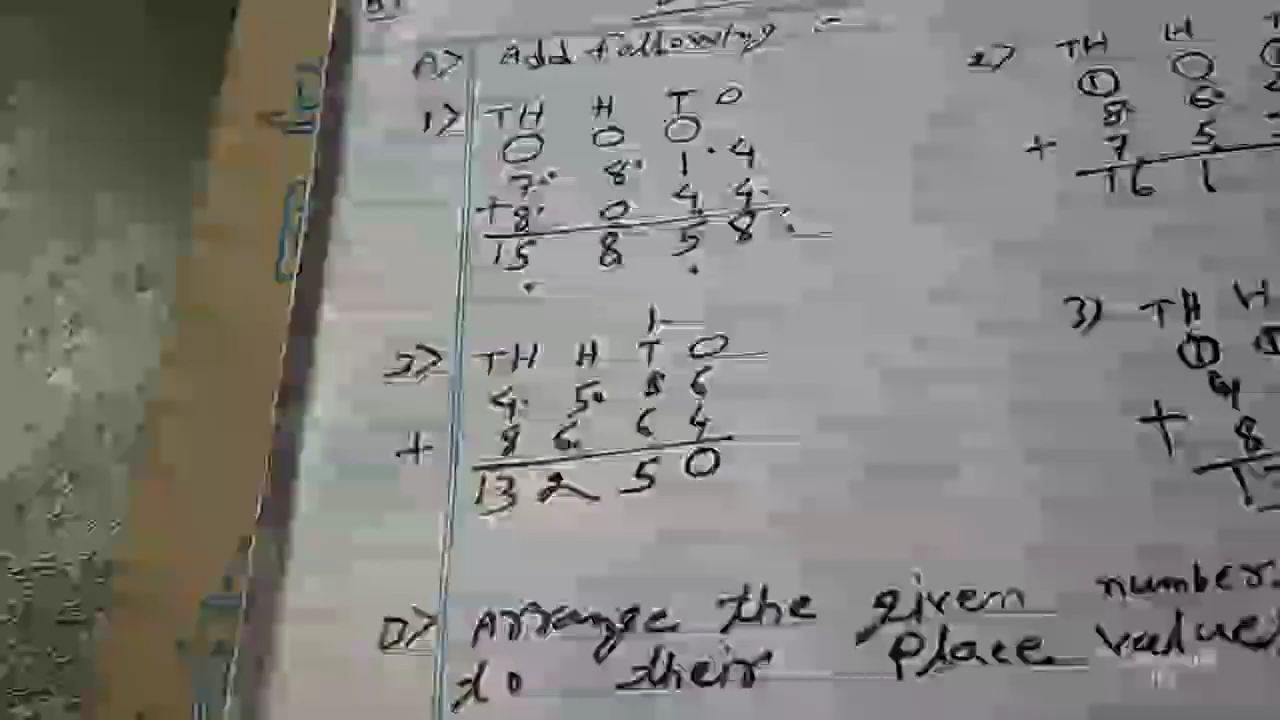 A> Add following :-
1> TH H T O
0 0 0
7 8 1 4
+ 8 0 4 4
15 8 5 8
1
2> TH H T O
4 5 8 6
+ 8 6 6 4
13 2 5 0
2> TH H
1 0
8 6
+ 7 5
16 1
3) TH H
1
4
+ 8
1
D> Arrange the given number
to their place value